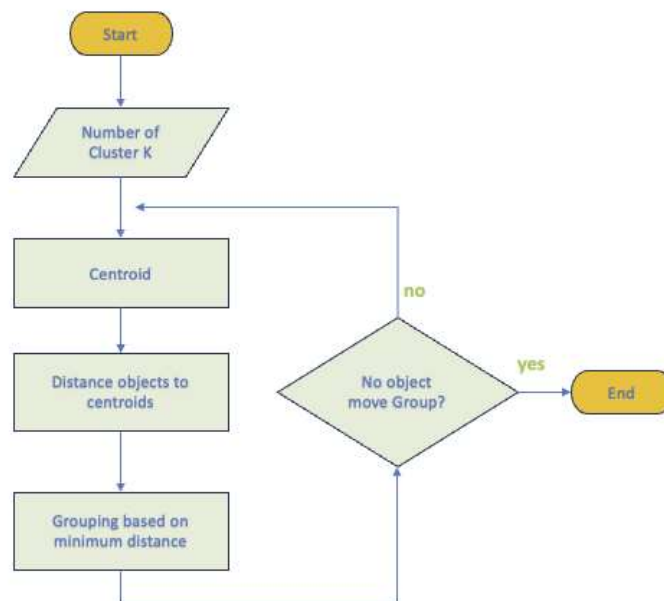 Start
Number of
Cluster K
Centroid
no
Distance objects to
centroids
No object
move Group?
yes
End
Grouping based on
minimum distance